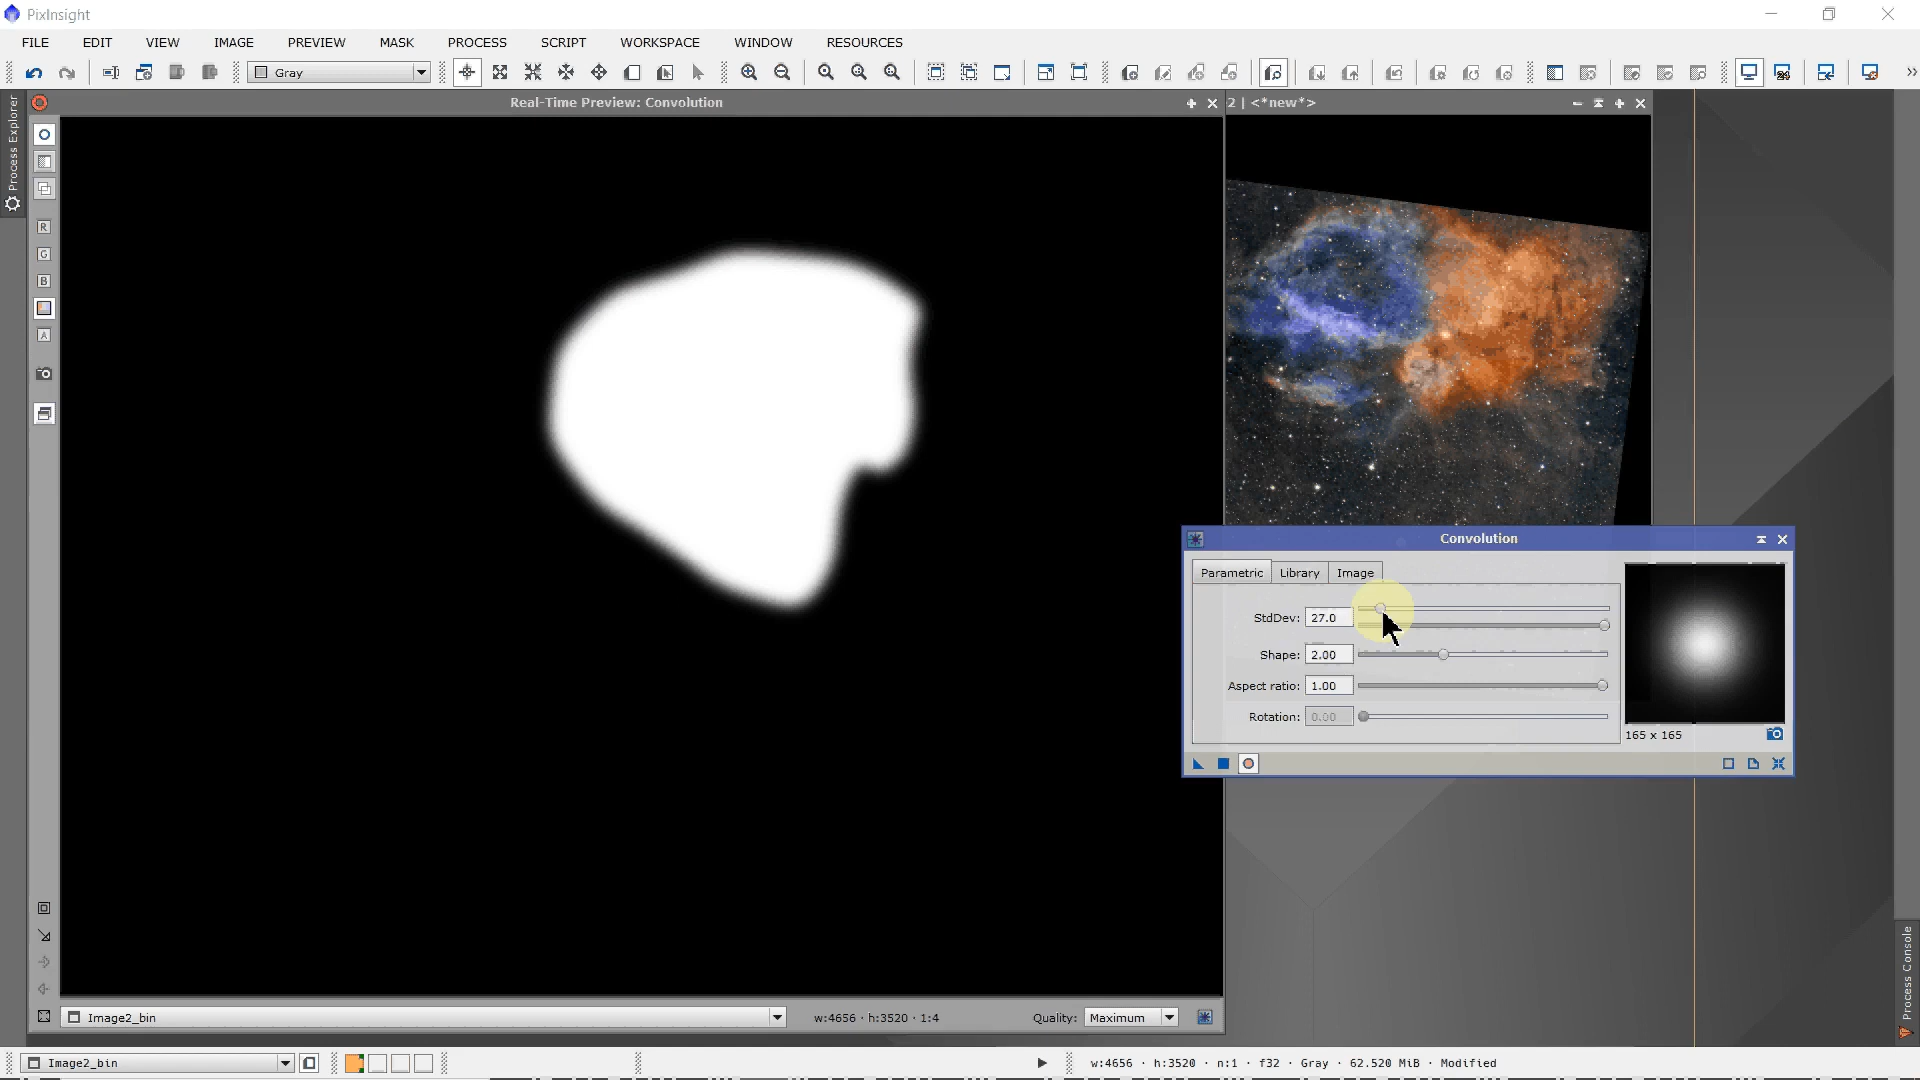 PixInsight
FILE EDIT VIEW IMAGE PREVIEW MASK PROCESS SCRIPT WORKSPACE WINDOW RESOURCES
Gray
24
»
Process Explorer
Real-Time Preview: Convolution
2 | <*new*>
R
G
B
A
Convolution
Parametric Library Image
StdDev: 27.0
Shape: 2.00
Aspect ratio: 1.00
Rotation: 0.00
165 x 165
Process Console
Image2_bin
w:4656 · h:3520 · 1:4
Quality: Maximum
Image2_bin
w:4656 · h:3520 · n:1 · f32 · Gray · 62.520 MiB · Modified